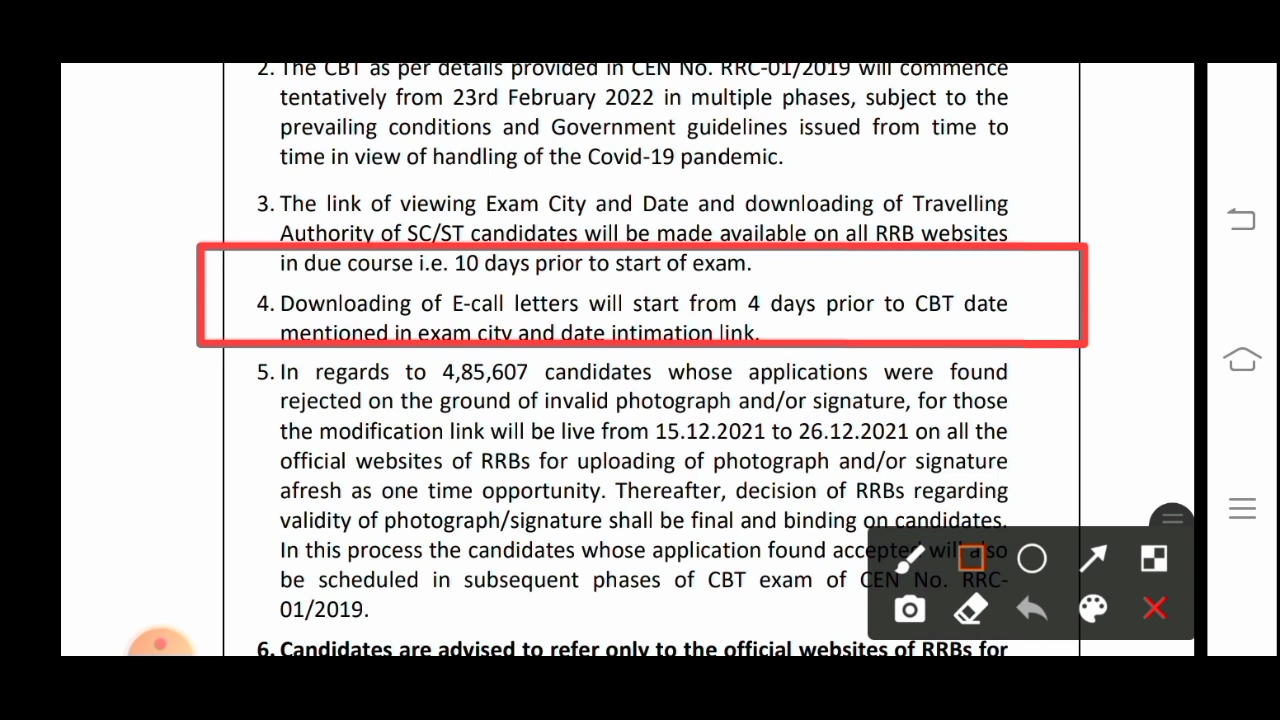 2. The CBT as per details provided in CEN No. RRC-01/2019 will commence
tentatively from 23rd February 2022 in multiple phases, subject to the
prevailing conditions and Government guidelines issued from time to
time in view of handling of the Covid-19 pandemic.
3. The link of viewing Exam City and Date and downloading of Travelling
Authority of SC/ST candidates will be made available on all RRB websites
in due course i.e. 10 days prior to start of exam.
4. Downloading of E-call letters will start from 4 days prior to CBT date
mentioned in exam city and date intimation link.
5. In regards to 4,85,607 candidates whose applications were found
rejected on the ground of invalid photograph and/or signature, for those
the modification link will be live from 15.12.2021 to 26.12.2021 on all the
official websites of RRBs for uploading of photograph and/or signature
afresh as one time opportunity. Thereafter, decision of RRBs regarding
validity of photograph/signature shall be final and binding on candidates.
In this process the candidates whose application found accepted will also
be scheduled in subsequent phases of CBT exam of CEN No. RRC-
01/2019.
6. Candidates are advised to refer only to the official websites of RRBs for